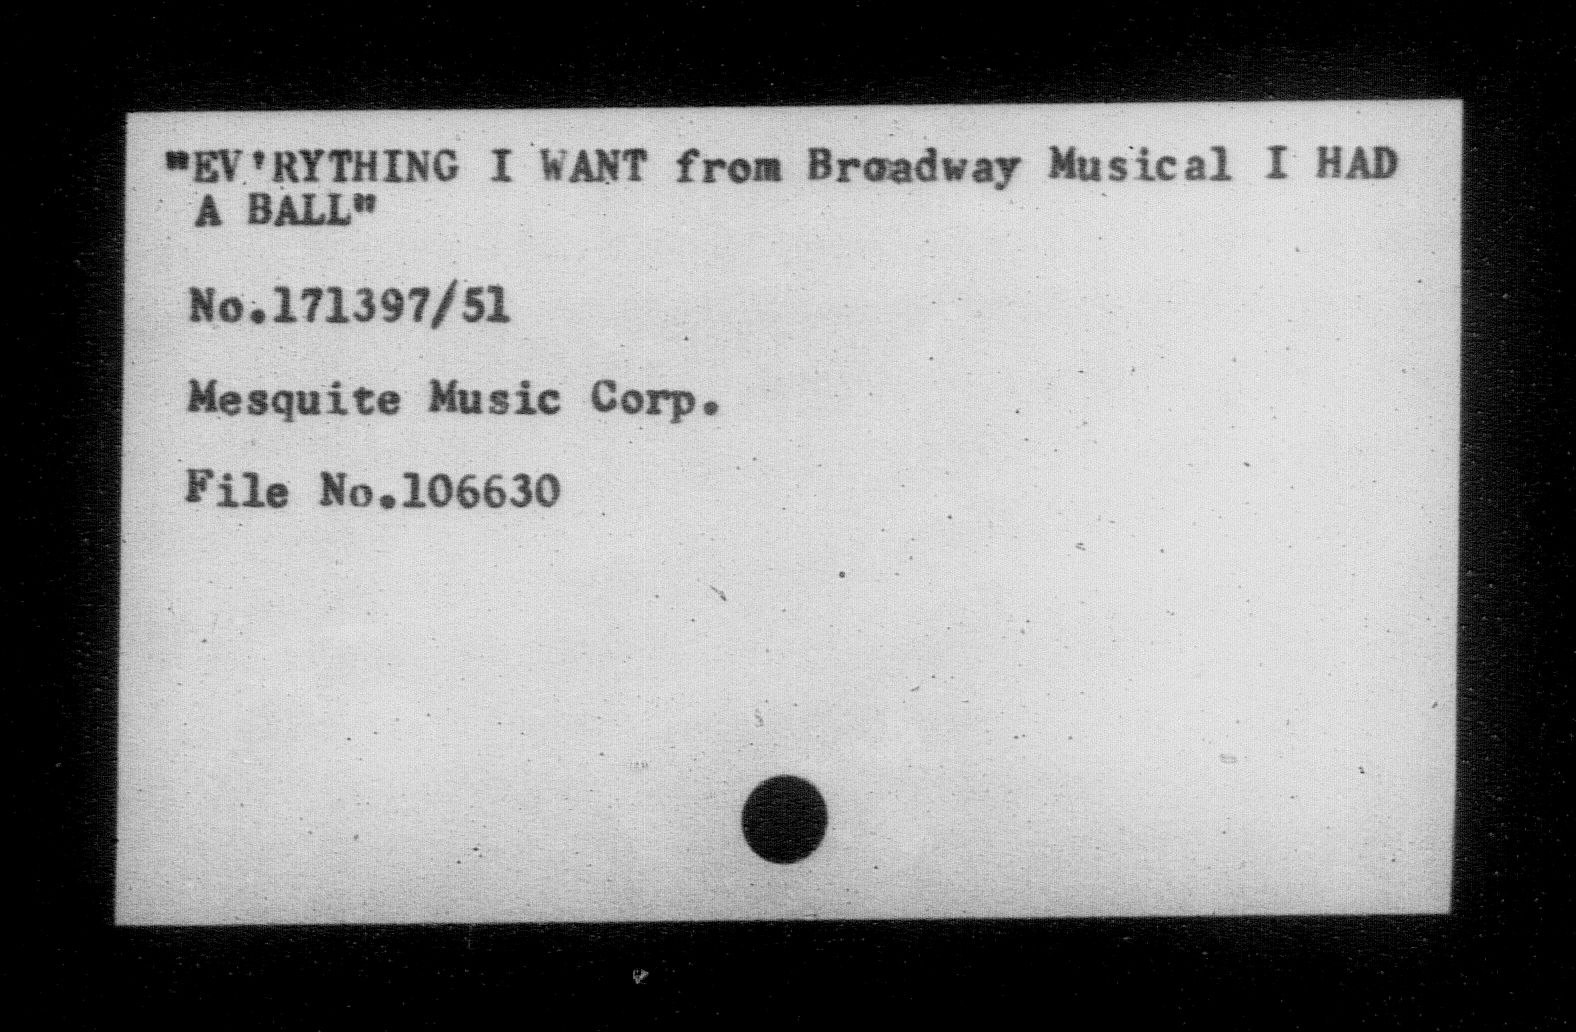 "EV'RYTHING I WANT from Broadway Musical I HAD
A BALL"
No.171397/51
Mesquite Music Corp.
File No.106630